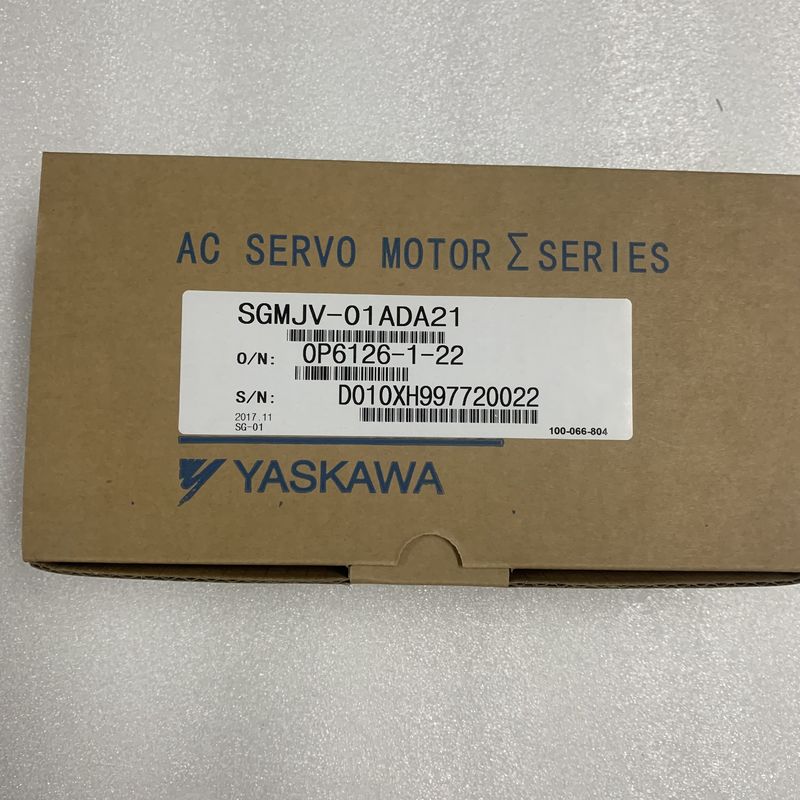 AC SERVO MOTOR Σ SERIES
SGMJV-01ADA21
O/N: 0P6126-1-22
S/N: D010XH997720022
2017.11
SG-01
100-066-804
YASKAWA